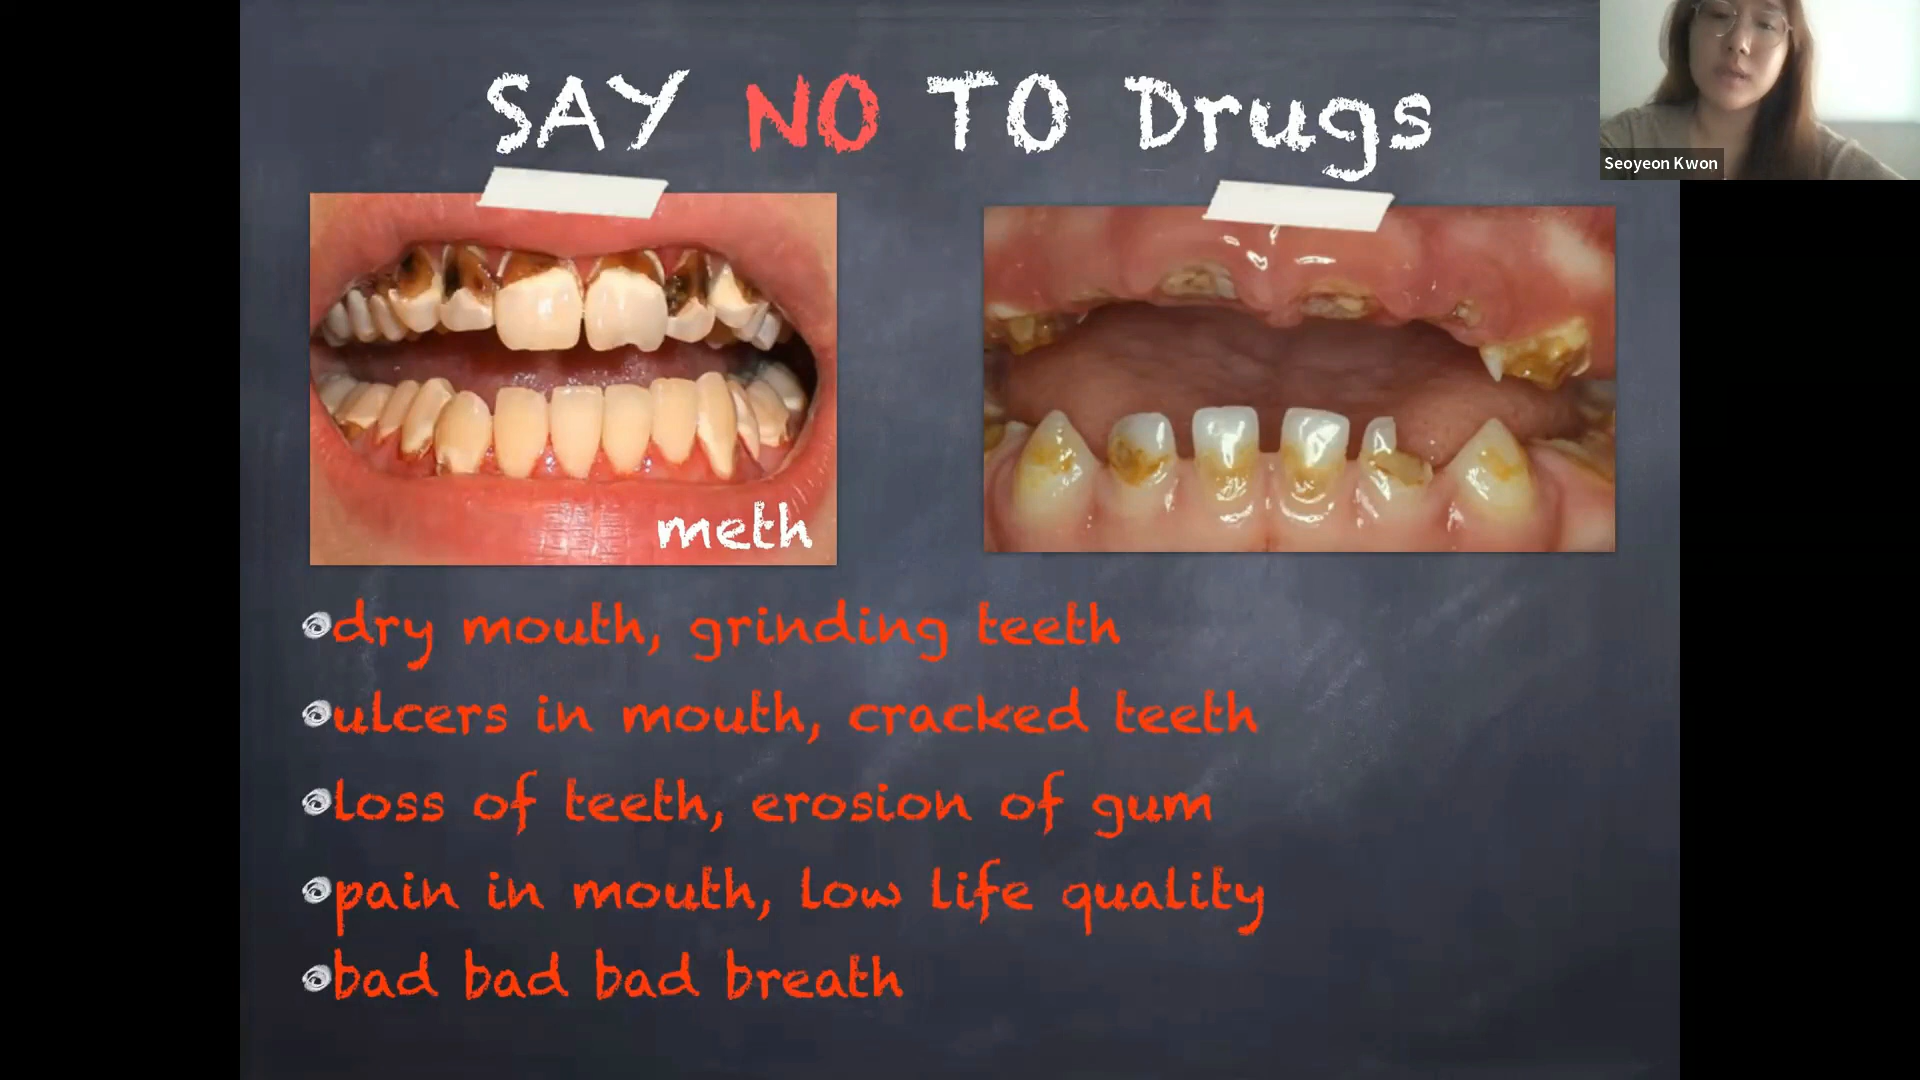 SAY NO TO Drugs
Seoyeon Kwon
meth
dry mouth, grinding teeth
ulcers in mouth, cracked teeth
loss of teeth, erosion of gum
pain in mouth, low life quality
bad bad bad breath